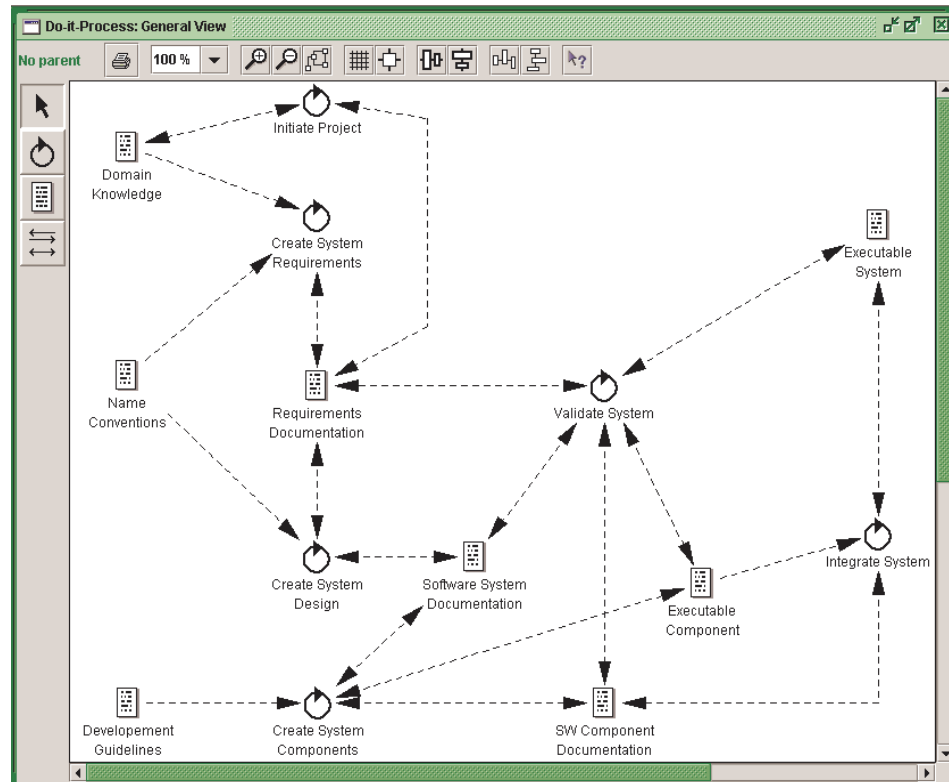 Do-it-Process: General View
No parent
100 %
Initiate Project
Domain
Knowledge
Create System
Requirements
Executable
System
Name
Conventions
Requirements
Documentation
Validate System
Create System
Design
Software System
Documentation
Executable
Component
Integrate System
Developement
Guidelines
Create System
Components
SW Component
Documentation